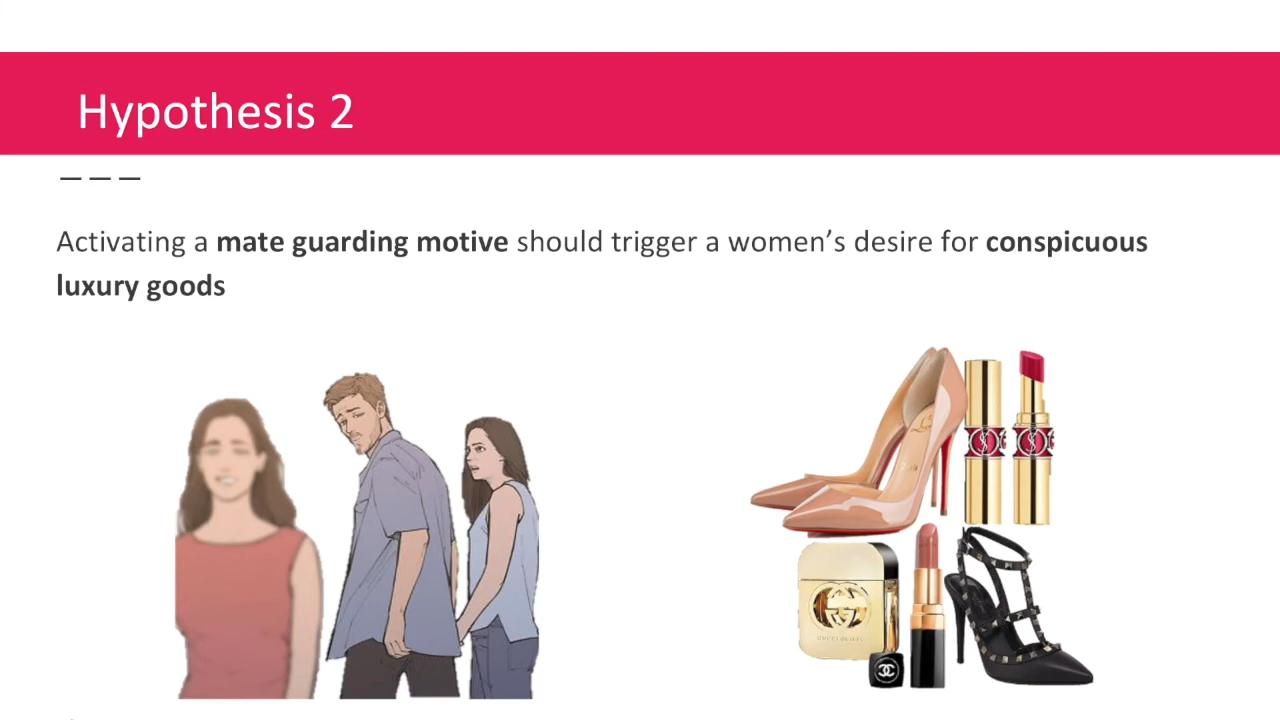 Hypothesis 2
Activating a mate guarding motive should trigger a women’s desire for conspicuous
luxury goods